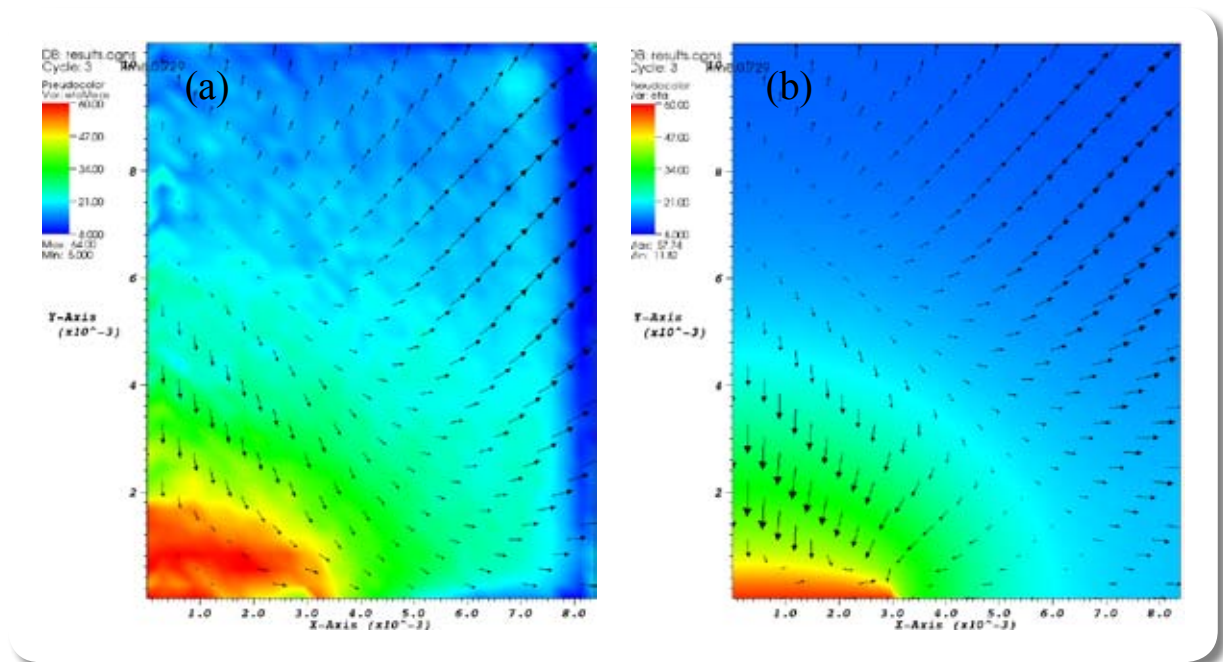 (a)
DB: results.cgns
Cycle: 3
Pseudocolor
Var: etaMeas
60.00
47.00
34.00
21.00
8.000
Max: 64.00
Min: 5.000
10
8
6
4
2
Y-Axis
(x10^-3)
1.0 2.0 3.0 4.0 5.0 6.0 7.0 8.0
X-Axis (x10^-3)
(b)
DB: results.cgns
Cycle: 3
Pseudocolor
Var: eta
60.00
47.00
34.00
21.00
8.000
Max: 57.74
Min: 11.82
10
8
6
4
2
Y-Axis
(x10^-3)
1.0 2.0 3.0 4.0 5.0 6.0 7.0 8.0
X-Axis (x10^-3)